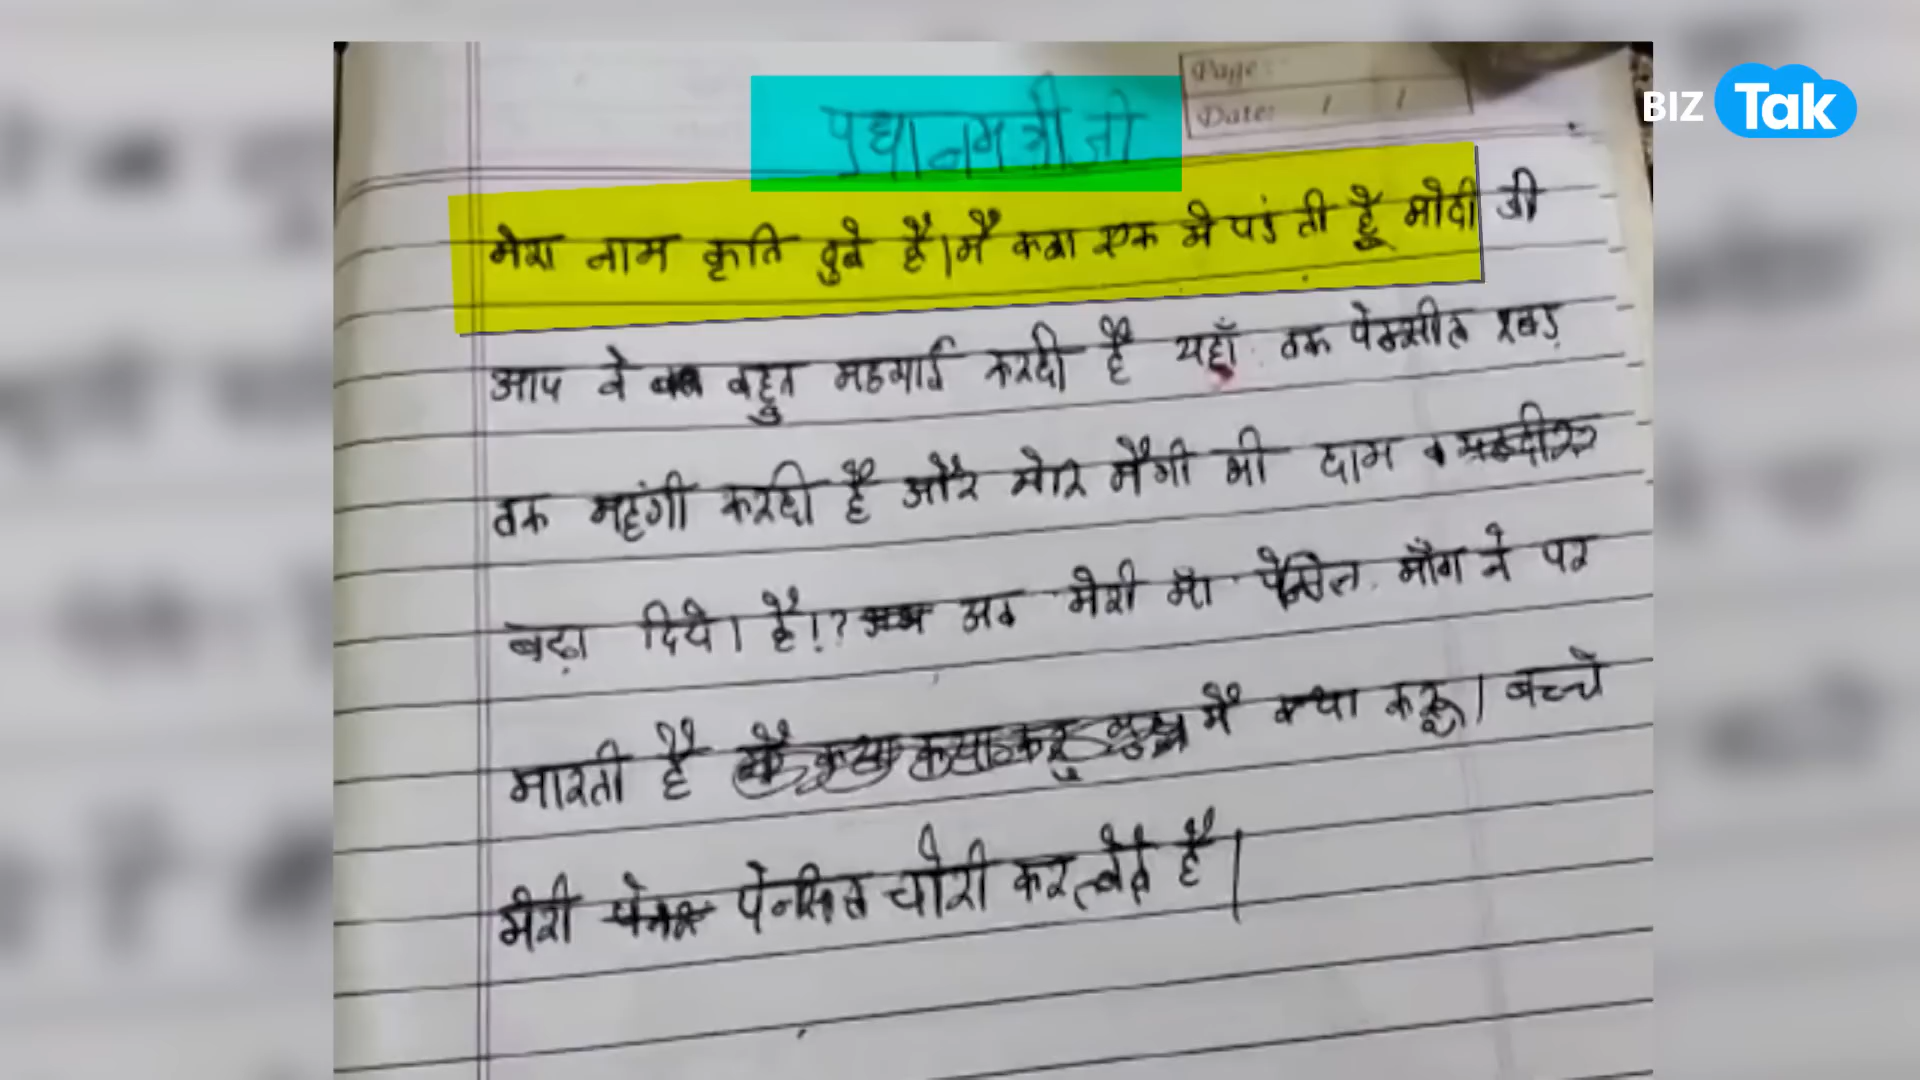 Page:
Date: / /
BIZ Tak
प्रधानमंत्री जी
मेरा नाम कृति दुबे है। मैं कक्षा एक मे पडंती हूँ मोदी जी
आप ने बहुत महगाई करदी है यहाँ तक पेन्सील रबड़
तक महंगी करदी है और मेरि मैगी भी दाम
बढ़ा दिये। है!? अब मेरी माँ पेंसिल माँग ने पर
मारती है मै क्या करू। बच्चे
मेरी पेन्सिल चोरी करलेते है।